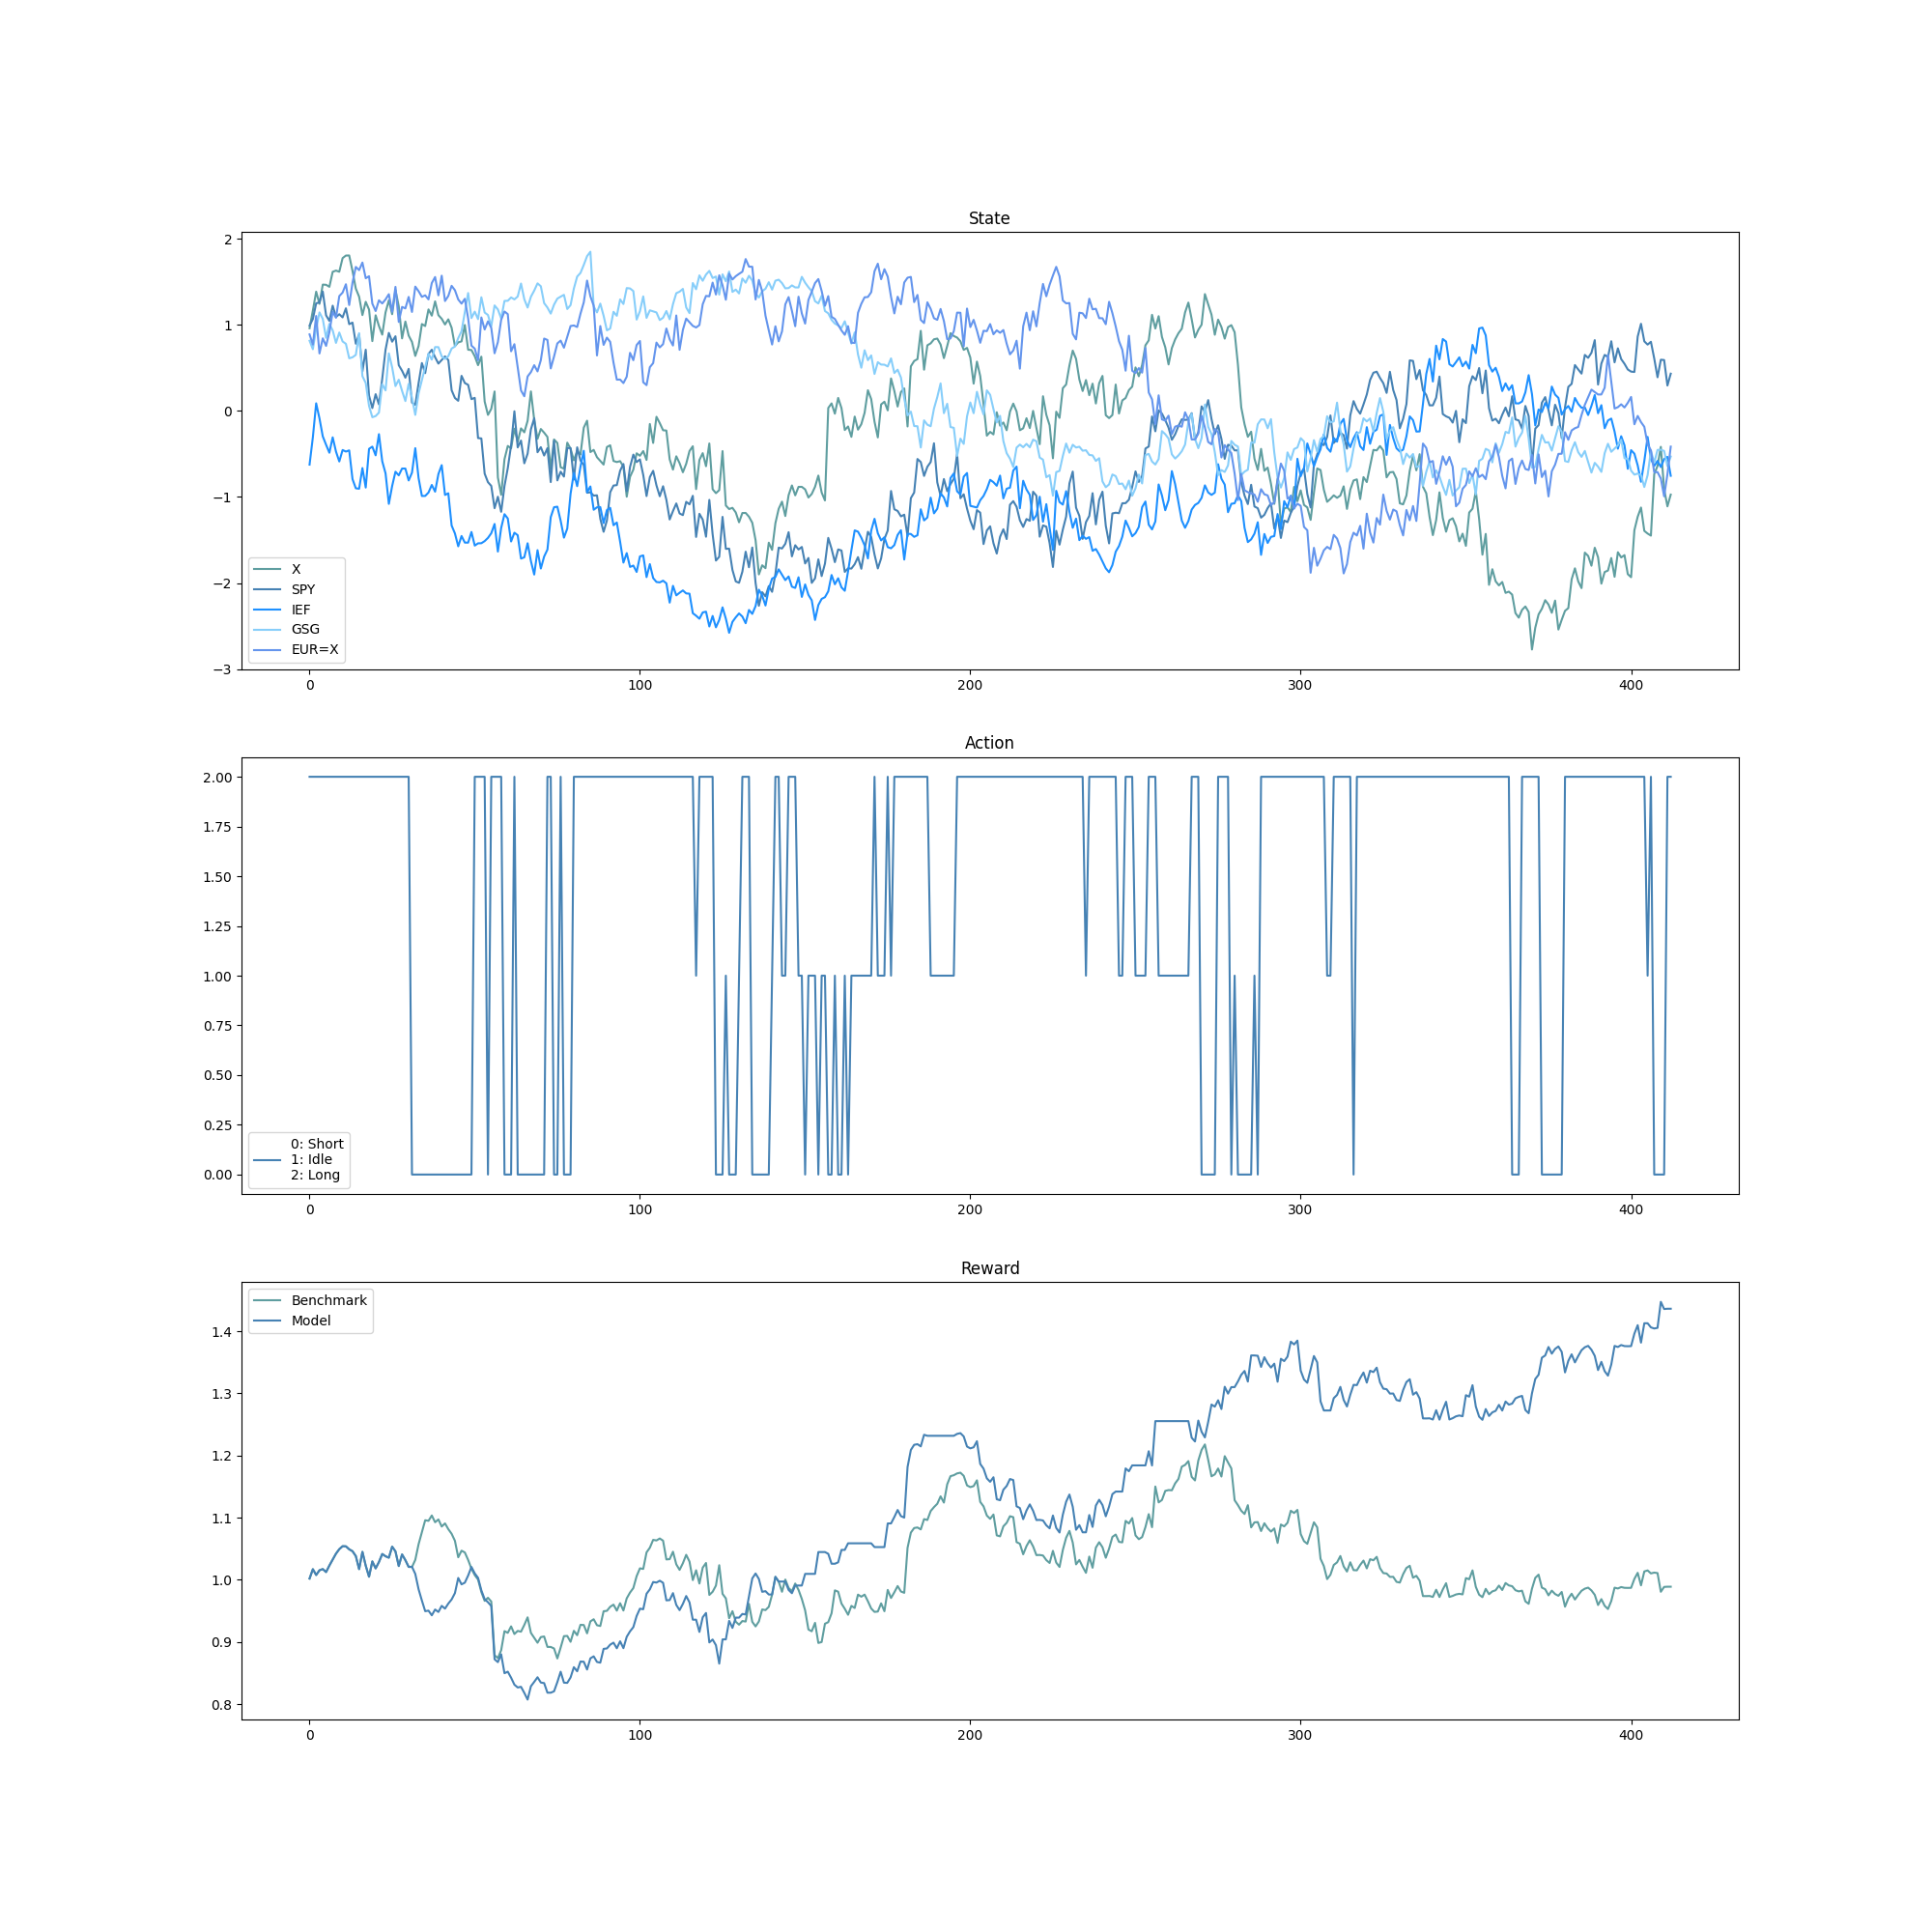 State
2
1
0
−1
−2
−3
X
SPY
IEF
GSG
EUR=X
0 100 200 300 400
Action
2.00
1.75
1.50
1.25
1.00
0.75
0.50
0.25
0.00
0: Short
1: Idle
2: Long
0 100 200 300 400
Reward
Benchmark
Model
1.4
1.3
1.2
1.1
1.0
0.9
0.8
0 100 200 300 400